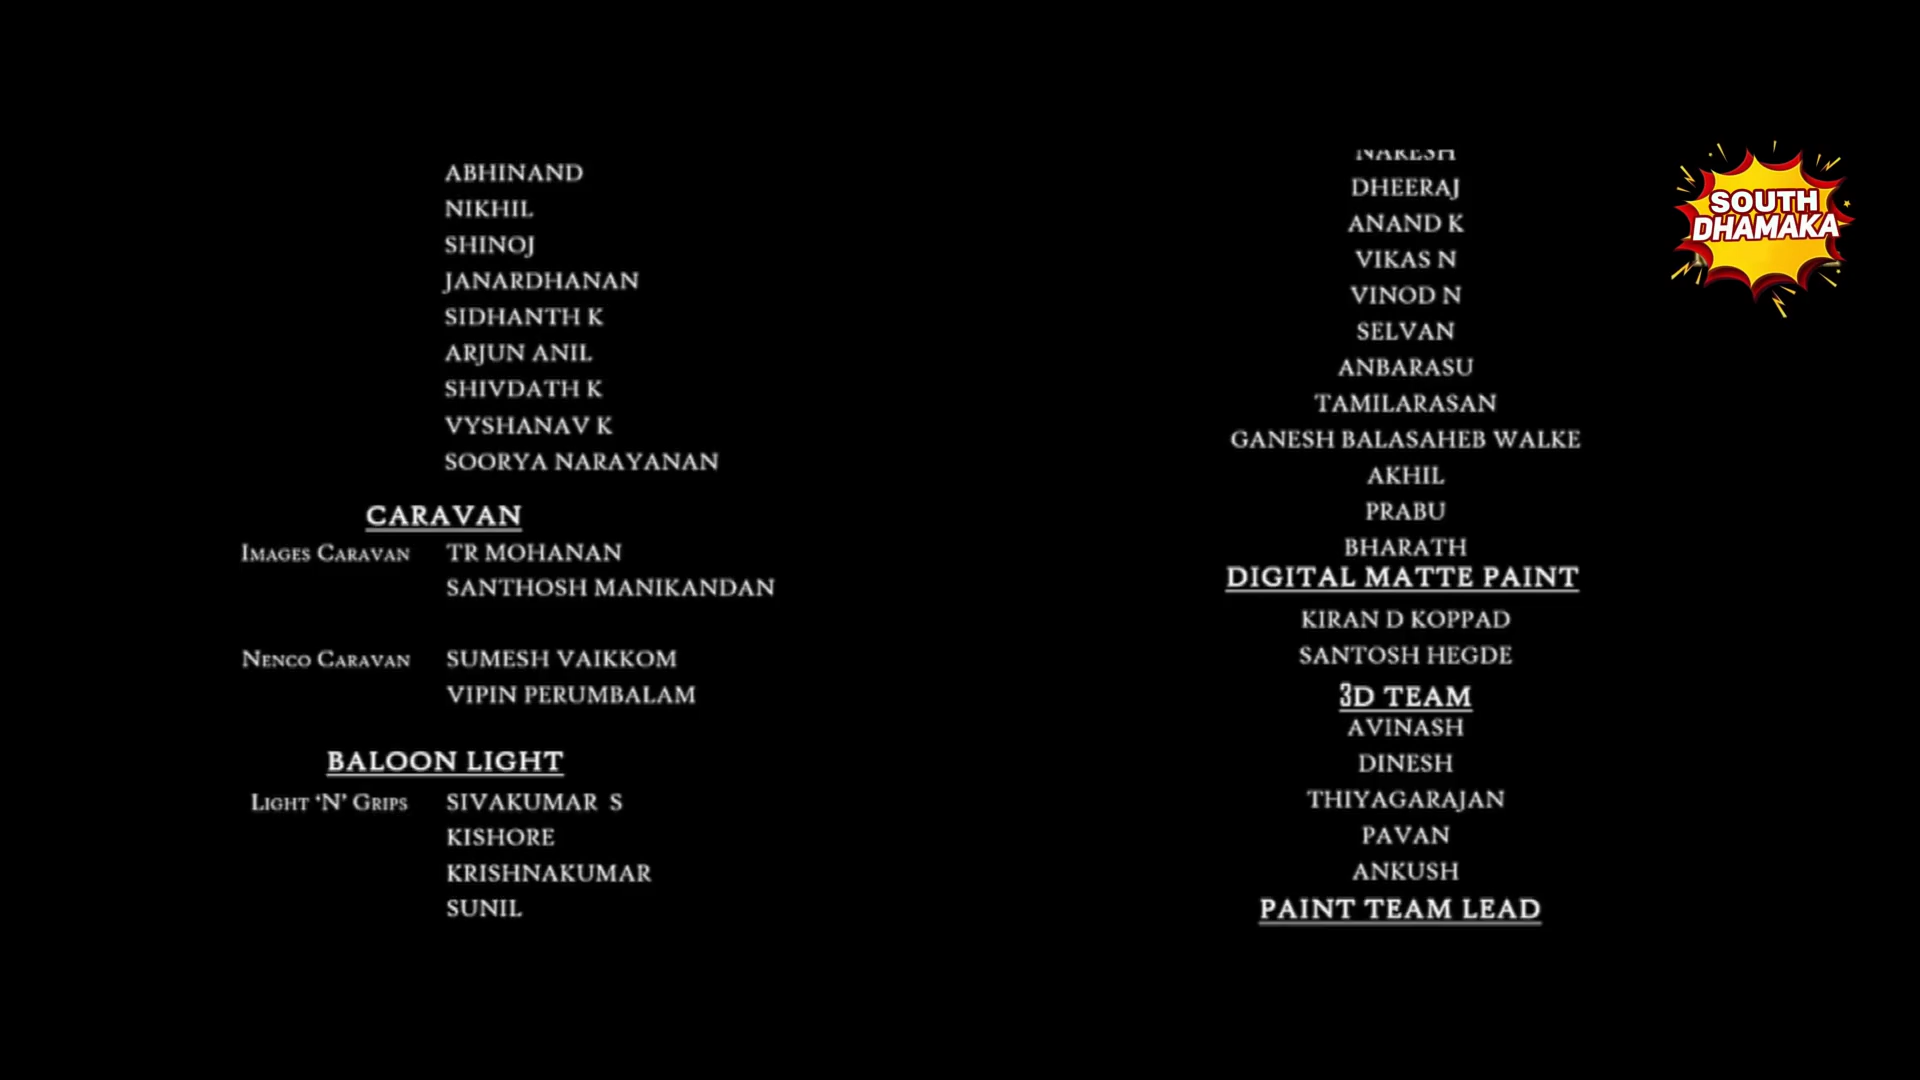 ABHINAND
NIKHIL
SHINOJ
JANARDHANAN
SIDHANTH K
ARJUN ANIL
SHIVDATH K
VYSHANAV K
SOORYA NARAYANAN
CARAVAN
IMAGES CARAVAN TR MOHANAN
SANTHOSH MANIKANDAN
NENCO CARAVAN SUMESH VAIKKOM
VIPIN PERUMBALAM
BALOON LIGHT
LIGHT ‘N’ GRIPS SIVAKUMAR S
KISHORE
KRISHNAKUMAR
SUNIL
NARESH
DHEERAJ
ANAND K
VIKAS N
VINOD N
SELVAN
ANBARASU
TAMILARASAN
GANESH BALASAHEB WALKE
AKHIL
PRABU
BHARATH
DIGITAL MATTE PAINT
KIRAN D KOPPAD
SANTOSH HEGDE
3D TEAM
AVINASH
DINESH
THIYAGARAJAN
PAVAN
ANKUSH
PAINT TEAM LEAD
SOUTH
DHAMAKA